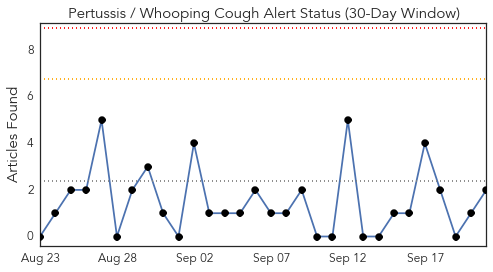 Pertussis / Whooping Cough Alert Status (30-Day Window)
Articles Found
8
6
4
2
0
Aug 23 Aug 28 Sep 02 Sep 07 Sep 12 Sep 17